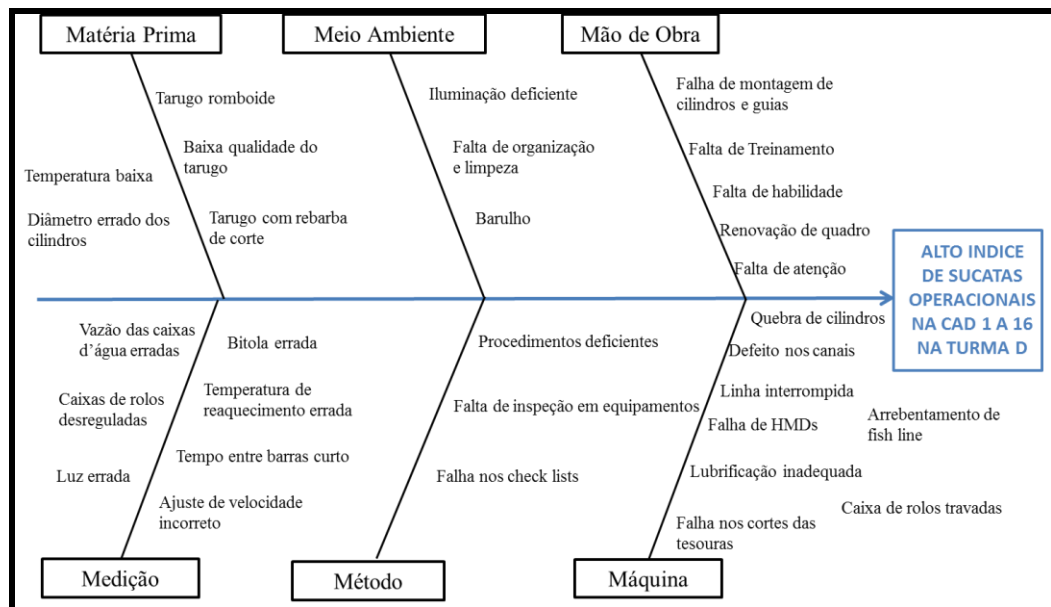 Matéria Prima
Meio Ambiente
Mão de Obra
Tarugo romboide
Baixa qualidade do
tarugo
Temperatura baixa
Diâmetro errado dos
cilindros
Tarugo com rebarba
de corte
Iluminação deficiente
Falta de organização
e limpeza
Barulho
Falha de montagem de
cilindros e guias
Falta de Treinamento
Falta de habilidade
Renovação de quadro
Falta de atenção
ALTO INDICE
DE SUCATAS
OPERACIONAIS
NA CAD 1 A 16
NA TURMA D
Vazão das caixas
d’água erradas
Bitola errada
Caixas de rolos
desreguladas
Temperatura de
reaquecimento errada
Luz errada
Tempo entre barras curto
Ajuste de velocidade
incorreto
Procedimentos deficientes
Falta de inspeção em equipamentos
Falha nos check lists
Quebra de cilindros
Defeito nos canais
Linha interrompida
Falha de HMDs
Arrebentamento de
fish line
Lubrificação inadequada
Caixa de rolos travadas
Falha nos cortes das
tesouras
Medição
Método
Máquina